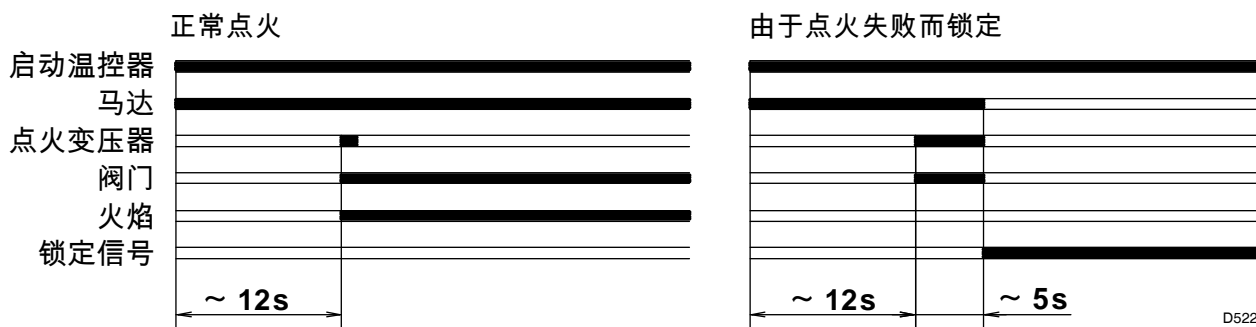 正常点火
由于点火失败而锁定
启动温控器
马达
点火变压器
阀门
火焰
锁定信号
~ 12s
~ 12s
~ 5s
D522